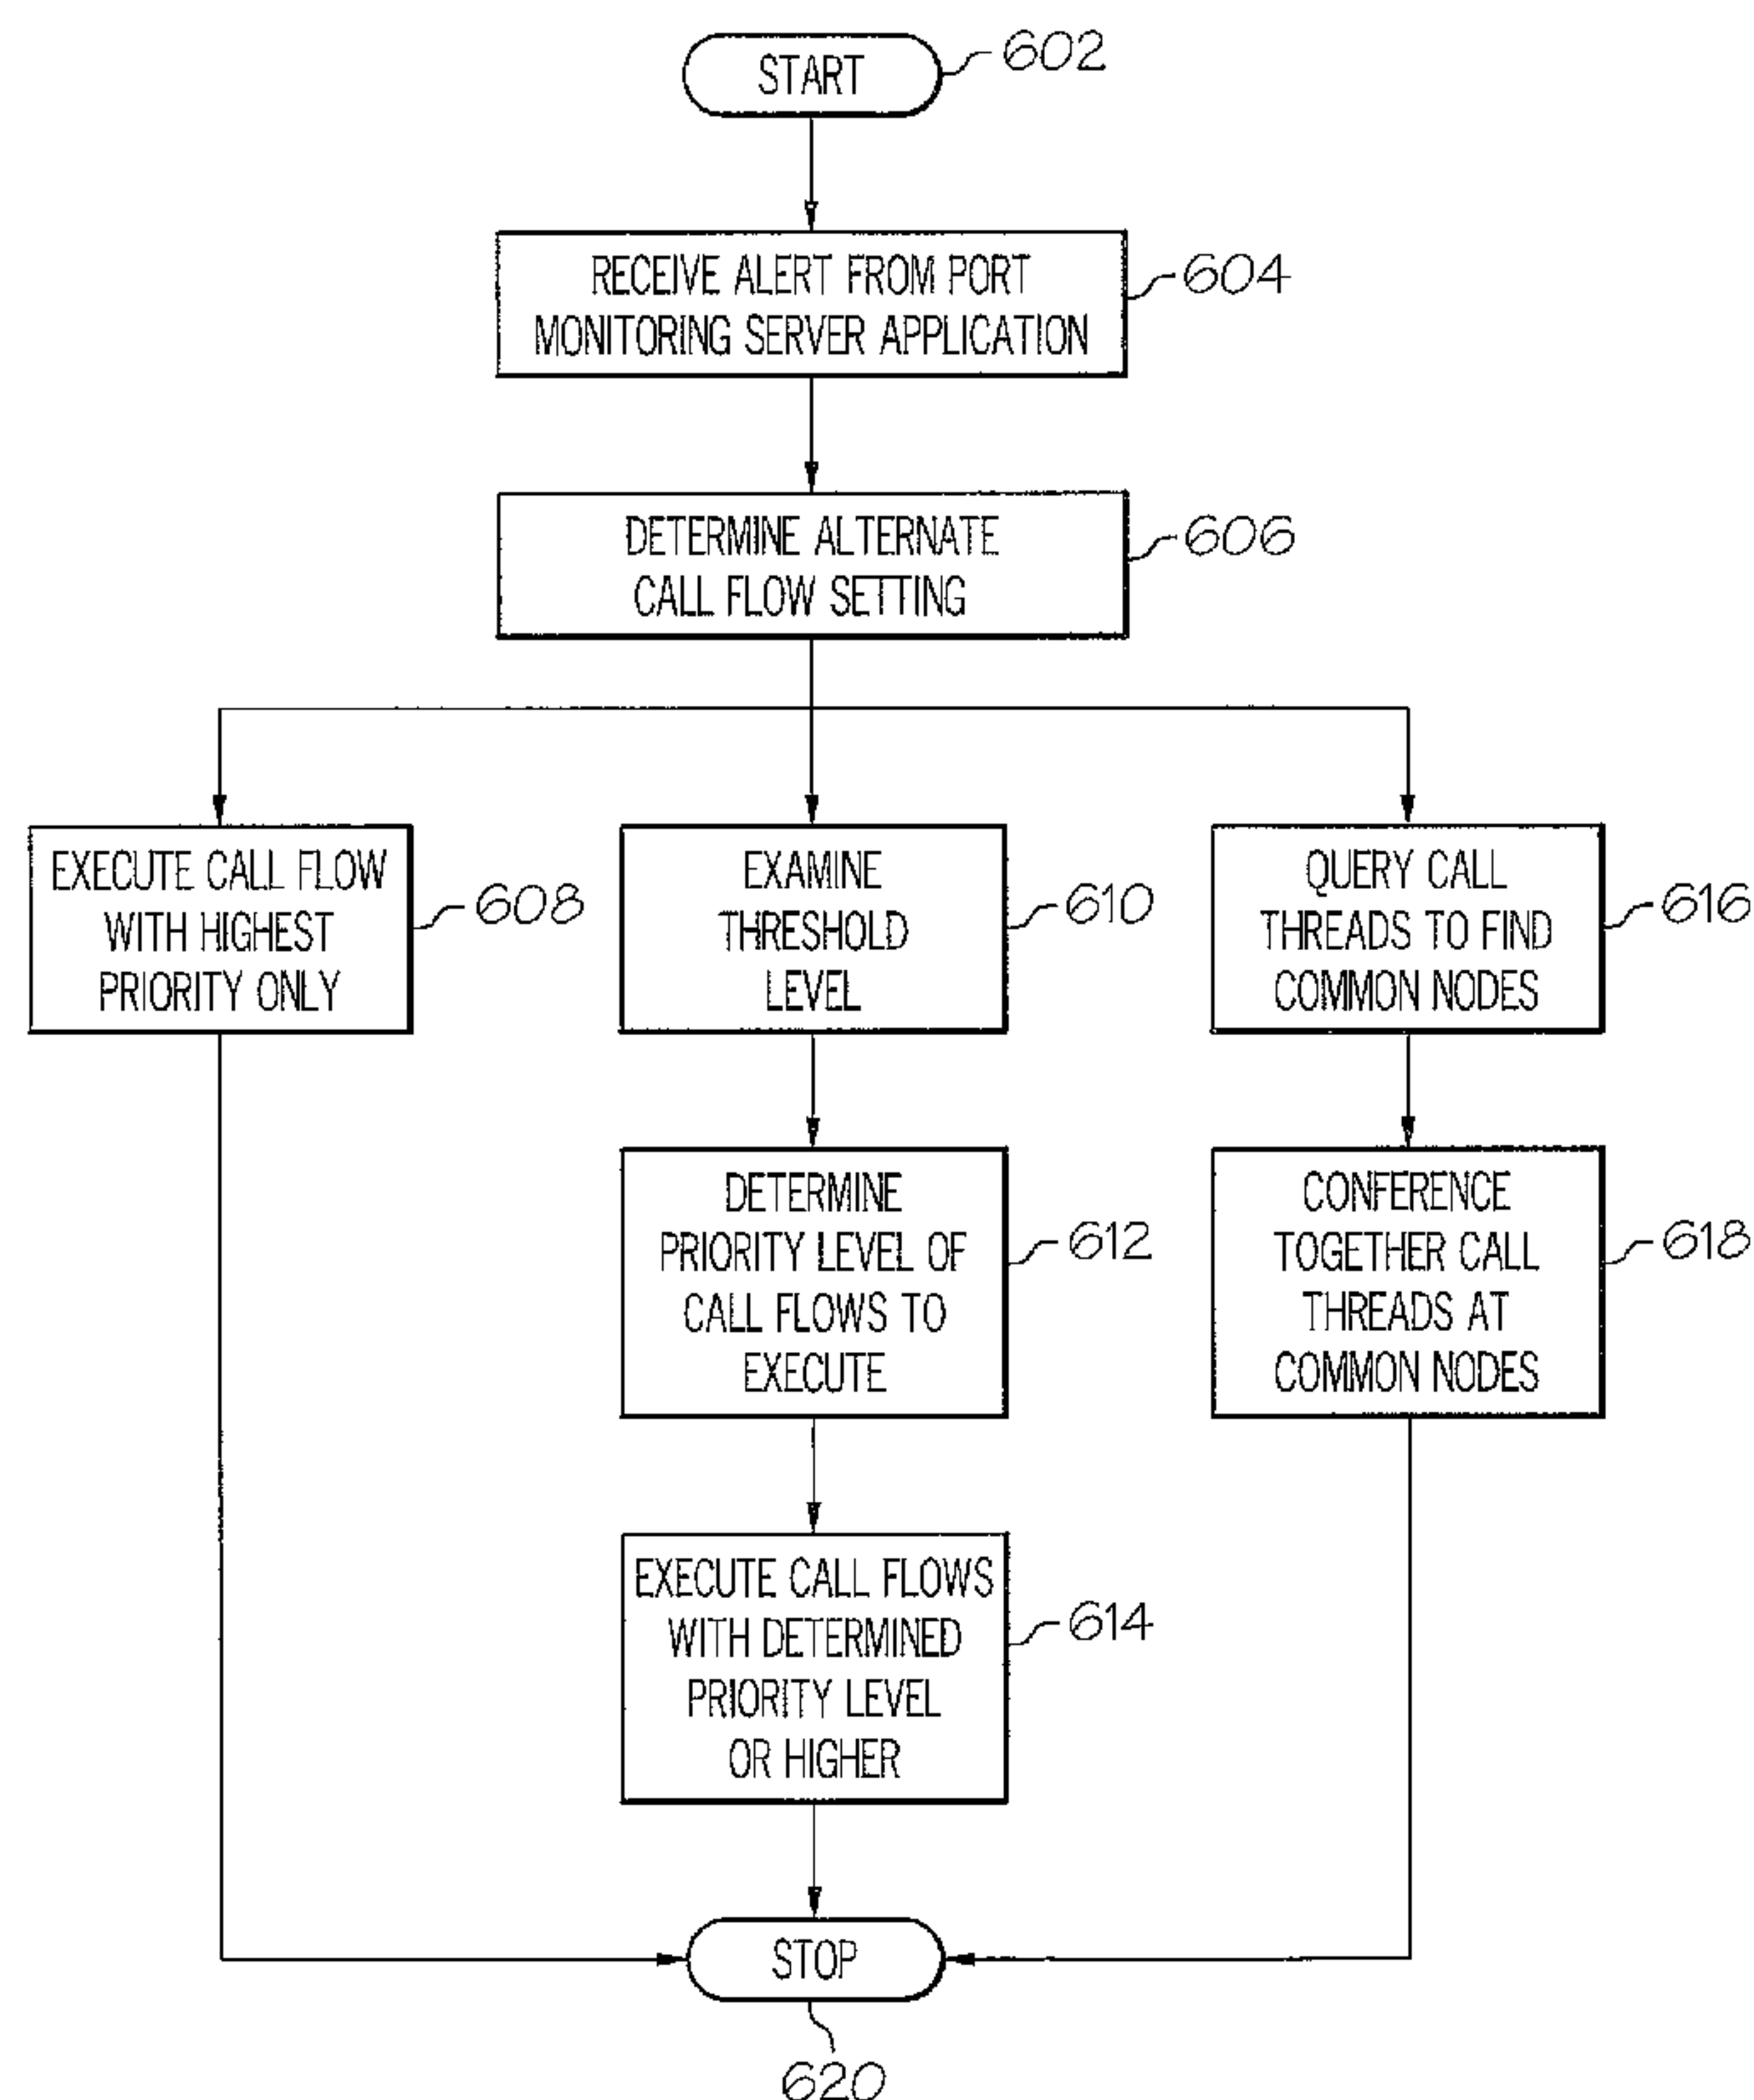 START
602
RECEIVE ALERT FROM PORT
MONITORING SERVER APPLICATION
604
DETERMINE ALTERNATE
CALL FLOW SETTING
606
EXECUTE CALL FLOW
WITH HIGHEST
PRIORITY ONLY
608
EXAMINE
THRESHOLD
LEVEL
610
QUERY CALL
THREADS TO FIND
COMMON NODES
616
DETERMINE
PRIORITY LEVEL OF
CALL FLOWS TO
EXECUTE
612
CONFERENCE
TOGETHER CALL
THREADS AT
COMMON NODES
618
EXECUTE CALL FLOWS
WITH DETERMINED
PRIORITY LEVEL
OR HIGHER
614
STOP
620